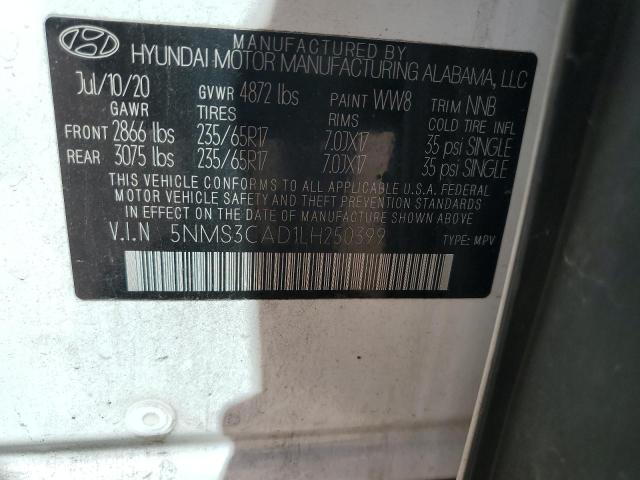 MANUFACTURED BY
HYUNDAI MOTOR MANUFACTURING ALABAMA, LLC
Jul/10/20 GVWR 4872 lbs PAINT WW8 TRIM NNB
GAWR TIRES RIMS COLD TIRE INFL
FRONT 2866 lbs 235/65R17 7.0JX17 35 psi SINGLE
REAR 3075 lbs 235/65R17 7.0JX17 35 psi SINGLE
THIS VEHICLE CONFORMS TO ALL APPLICABLE U.S.A. FEDERAL
MOTOR VEHICLE SAFETY AND THEFT PREVENTION STANDARDS
IN EFFECT ON THE DATE OF MANUFACTURE SHOWN ABOVE.
V.I.N 5NMS3CAD1LH250399 TYPE: MPV